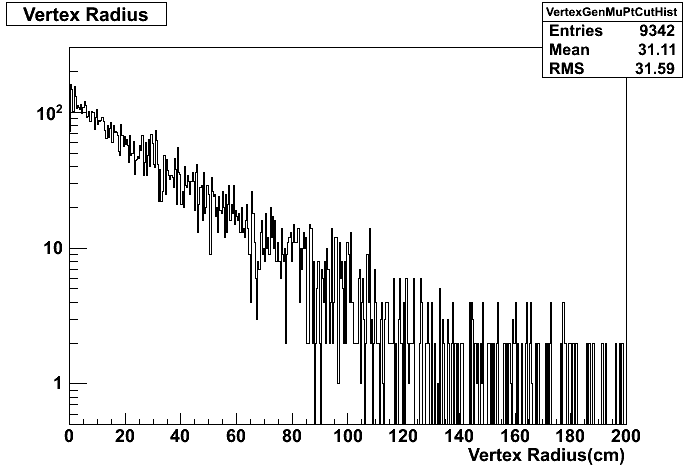 Vertex Radius
VertexGenMuPtCutHist
Entries 9342
Mean 31.11
RMS 31.59
10²
10
1
0 20 40 60 80 100 120 140 160 180 200
Vertex Radius(cm)